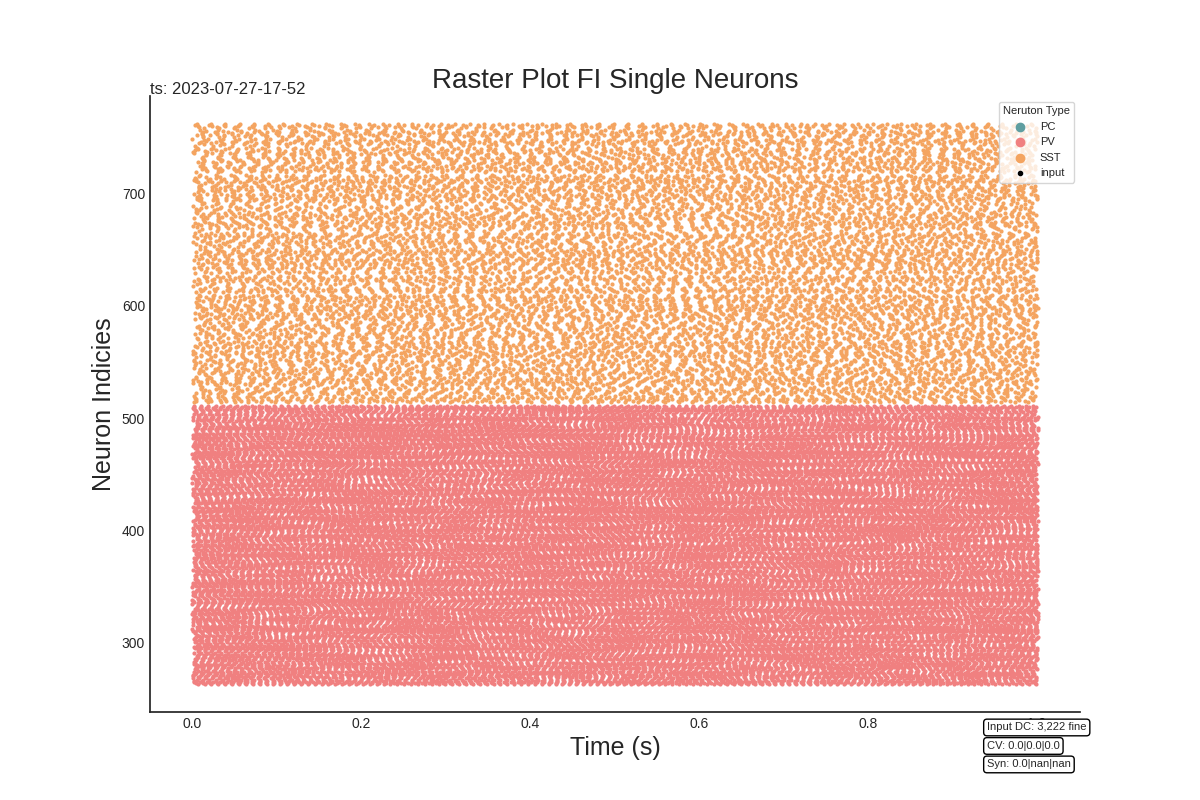 Raster Plot FI Single Neurons
ts: 2023-07-27-17-52
Neruton Type
PC
PV
SST
input
Neuron Indicies
700
600
500
400
300
0.0
0.2
0.4
0.6
0.8
Time (s)
Input DC: 3,222 fine
CV: 0.0|0.0|0.0
Syn: 0.0|nan|nan